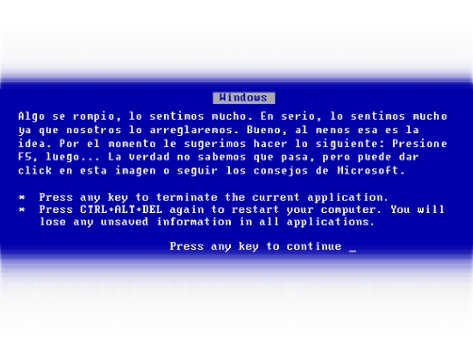 Windows
Algo se rompio, lo sentimos mucho. En serio, lo sentimos mucho
ya que nosotros lo arreglaremos. Bueno, al menos esa es la
idea. Por el momento le sugerimos hacer lo siguiente: Presione
F5, luego... La verdad no sabemos que pasa, pero puede dar
click en esta imagen o seguir los consejos de Microsoft.
* Press any key to terminate the current application.
* Press CTRL+ALT+DEL again to restart your computer. You will
lose any unsaved information in all applications.
Press any key to continue _